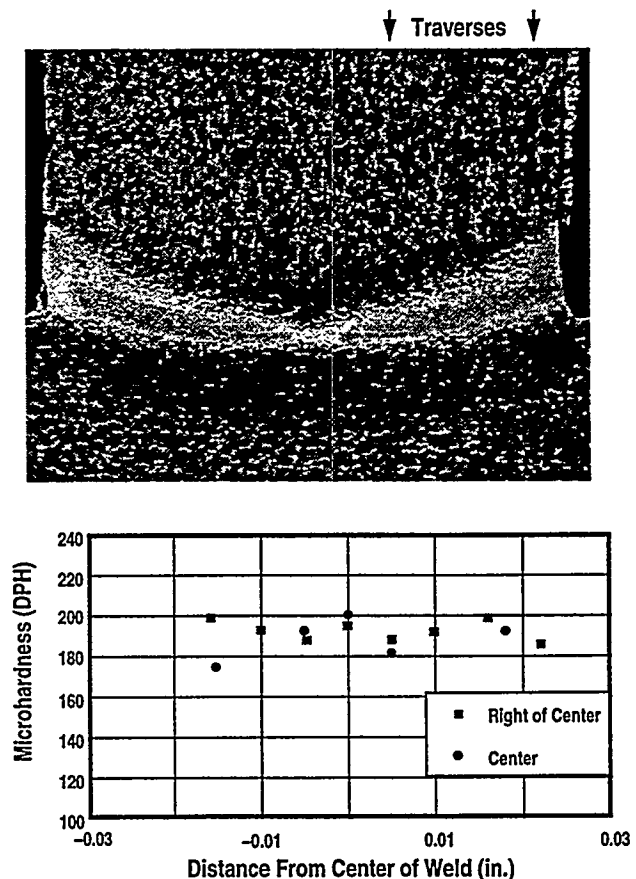 Traverses
Microhardness (DPH)
240
220
200
180
160
140
120
100
Right of Center
Center
-0.03
-0.01
0.01
0.03
Distance From Center of Weld (in.)